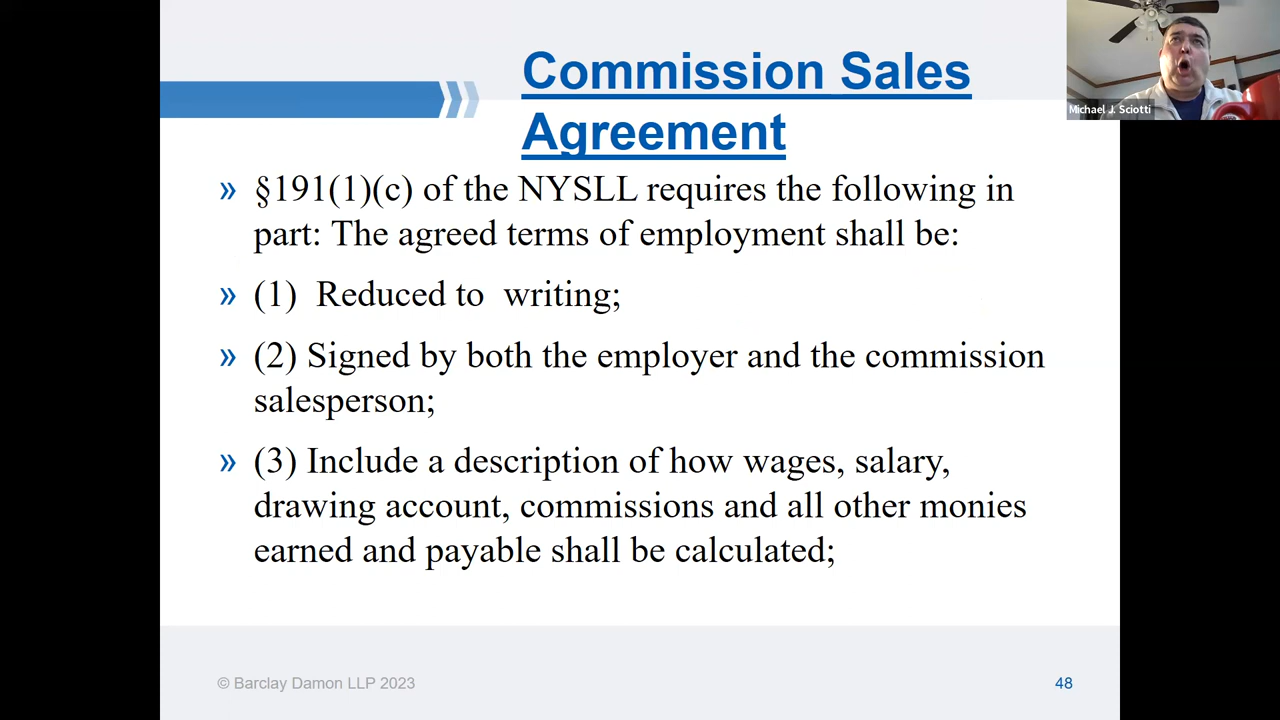 Commission Sales
Agreement
Michael J. Sciotti
» §191(1)(c) of the NYSLL requires the following in
part: The agreed terms of employment shall be:
» (1) Reduced to writing;
» (2) Signed by both the employer and the commission
salesperson;
» (3) Include a description of how wages, salary,
drawing account, commissions and all other monies
earned and payable shall be calculated;
© Barclay Damon LLP 2023
48